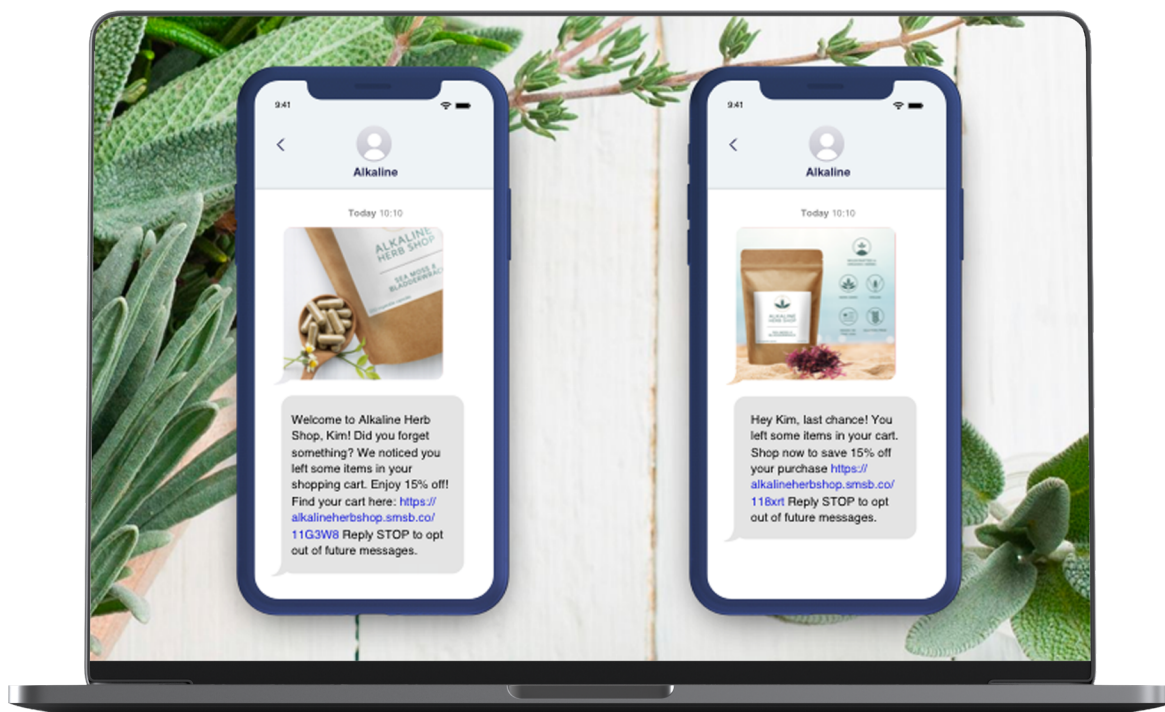 9:41
Alkaline
Today 10:10
ALKALINE
HERB SHOP
SEA MOSS &
BLADDERWRACK
Welcome to Alkaline Herb
Shop, Kim! Did you forget
something? We noticed you
left some items in your
shopping cart. Enjoy 15% off!
Find your cart here: https://
alkalineherbshop.smsb.co/
11G3W8 Reply STOP to opt
out of future messages.
9:41
Alkaline
Today 10:10
ALKALINE
HERB SHOP
SEA MOSS &
BLADDERWRACK
Hey Kim, last chance! You
left some items in your cart.
Shop now to save 15% off
your purchase https://
alkalineherbshop.smsb.co/
118xrt Reply STOP to opt
out of future messages.